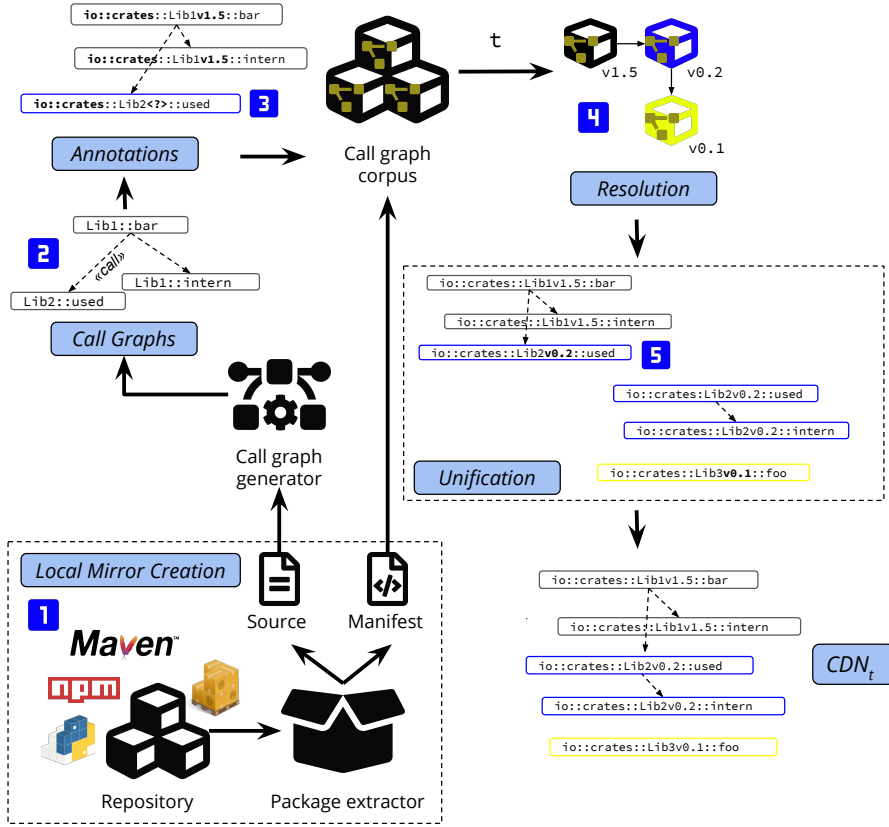 io::crates::Lib1v1.5::bar
io::crates::Lib1v1.5::intern
io::crates::Lib2<?>::used
3
Annotations
2
Lib1::bar
«call»
Lib1::intern
Lib2::used
Call Graphs
Call graph
generator
Call graph
corpus
t
v1.5
v0.2
4
v0.1
Resolution
io::crates::Lib1v1.5::bar
io::crates::Lib1v1.5::intern
io::crates::Lib2v0.2::used
5
io::crates::Lib2v0.2::used
io::crates::Lib2v0.2::intern
io::crates::Lib3v0.1::foo
Unification
Local Mirror Creation
1
Source
Manifest
Maven™
npm
Repository
Package extractor
io::crates::Lib1v1.5::bar
io::crates::Lib1v1.5::intern
io::crates::Lib2v0.2::used
io::crates::Lib2v0.2::intern
io::crates::Lib3v0.1::foo
CDNt